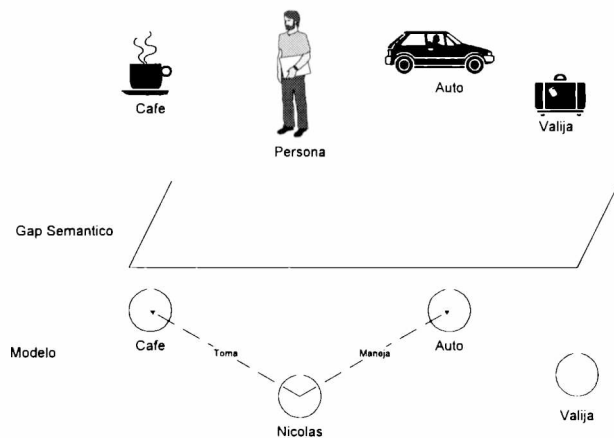 Cafe
Persona
Auto
Valija
Gap Semantico
Modelo
Cafe
Toma
Maneja
Auto
Nicolas
Valija